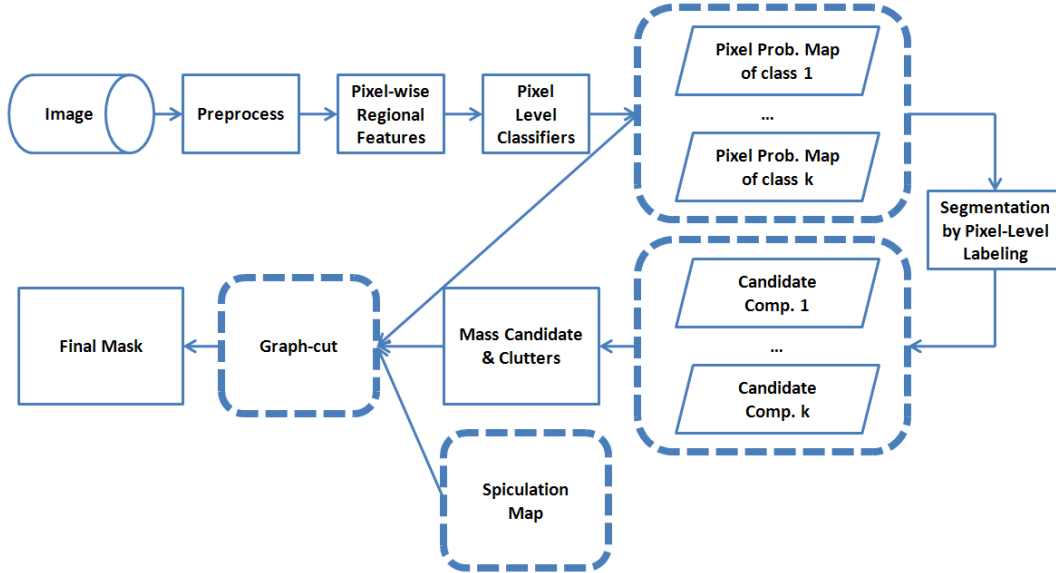 Image
Preprocess
Pixel-wise
Regional
Features
Pixel
Level
Classifiers
Pixel Prob. Map
of class 1
...
Pixel Prob. Map
of class k
Segmentation
by Pixel-Level
Labeling
Candidate
Comp. 1
...
Candidate
Comp. k
Mass Candidate
& Clutters
Graph-cut
Final Mask
Spiculation
Map